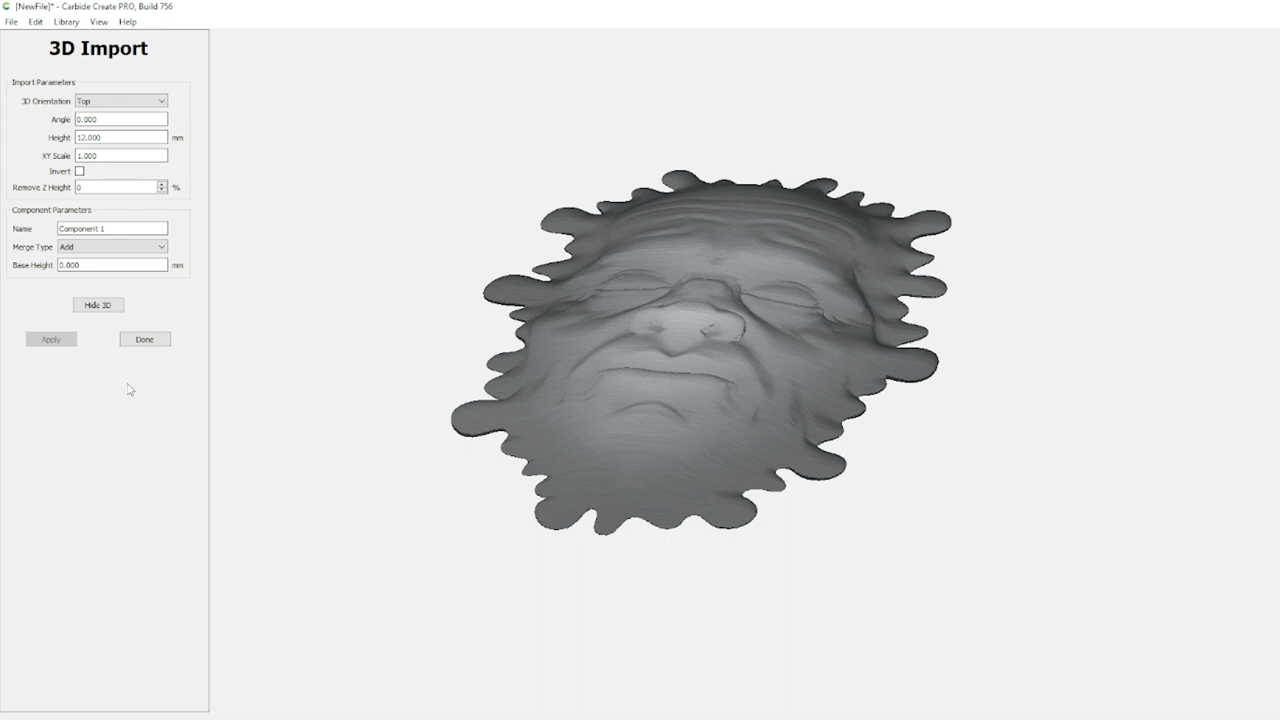 [NewFile]* - Carbide Create PRO, Build 756
File Edit Library View Help
3D Import
Import Parameters
3D Orientation Top
Angle 0.000
Height 12.000 mm
XY Scale 1.000
Invert
Remove Z Height 0 %
Component Parameters
Name Component 1
Merge Type Add
Base Height 0.000 mm
Hide 3D
Apply Done